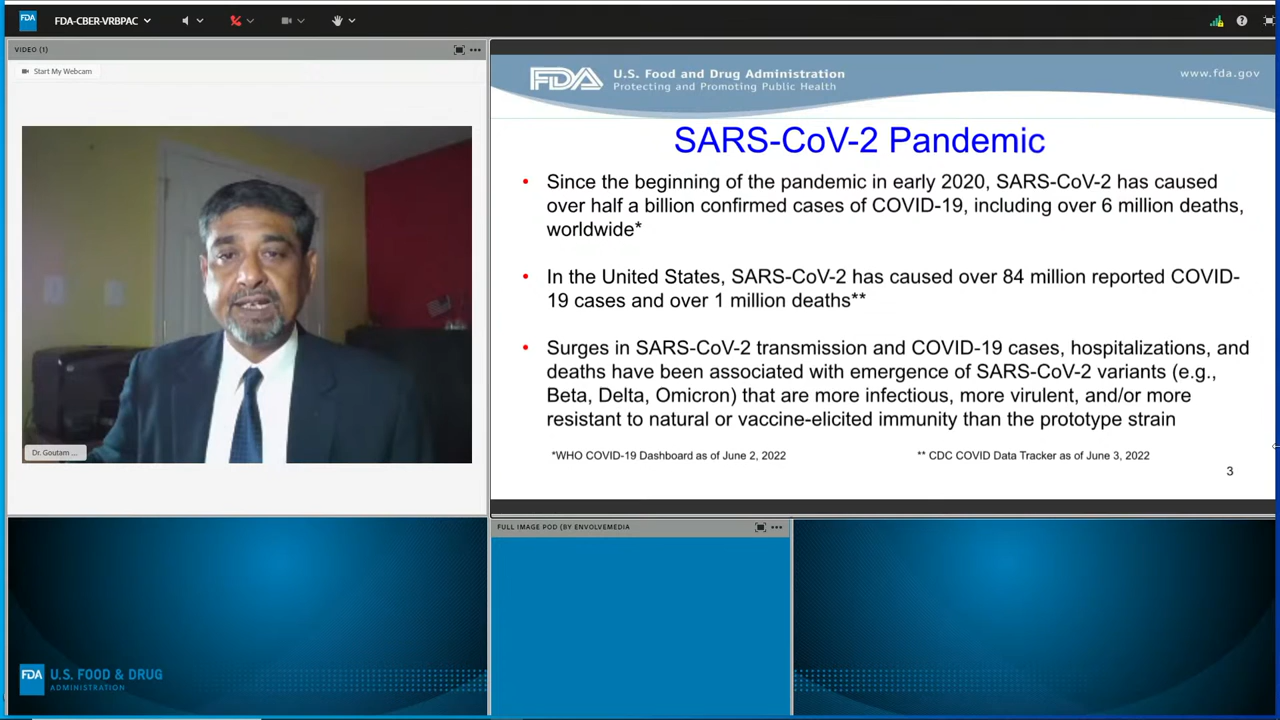 FDA
FDA-CBER-VRBPAC
VIDEO (1)
Start My Webcam
Dr. Goutam ...
FDA U.S. Food and Drug Administration
Protecting and Promoting Public Health
www.fda.gov
SARS-CoV-2 Pandemic
• Since the beginning of the pandemic in early 2020, SARS-CoV-2 has caused
over half a billion confirmed cases of COVID-19, including over 6 million deaths,
worldwide*
• In the United States, SARS-CoV-2 has caused over 84 million reported COVID-
19 cases and over 1 million deaths**
• Surges in SARS-CoV-2 transmission and COVID-19 cases, hospitalizations, and
deaths have been associated with emergence of SARS-CoV-2 variants (e.g.,
Beta, Delta, Omicron) that are more infectious, more virulent, and/or more
resistant to natural or vaccine-elicited immunity than the prototype strain
*WHO COVID-19 Dashboard as of June 2, 2022
** CDC COVID Data Tracker as of June 3, 2022
3
FULL IMAGE POD (BY ENVOLVEMEDIA
FDA U.S. FOOD & DRUG
ADMINISTRATION